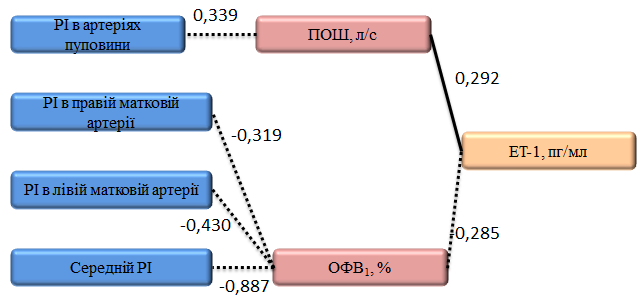 РІ в артеріях
пуповини
0,339
ПОШ, л/с
0,292
РІ в правій матковій
артерії
-0,319
ЕТ-1, пг/мл
РІ в лівій матковій артерії
-0,430
-0,285
Середній РІ
-0,887
ОФВ₁, %